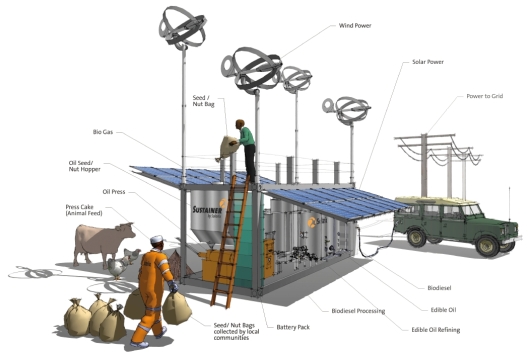 Wind Power
Solar Power
Power to Grid
Seed /
Nut Bag
Bio Gas
Oil Seed/
Nut Hopper
Oil Press
Press Cake
(Animal Feed)
SUSTAINER
Biodiesel
Edible Oil
Biodiesel Processing
Edible Oil Refining
Battery Pack
Seed/ Nut Bags
collected by local
communities